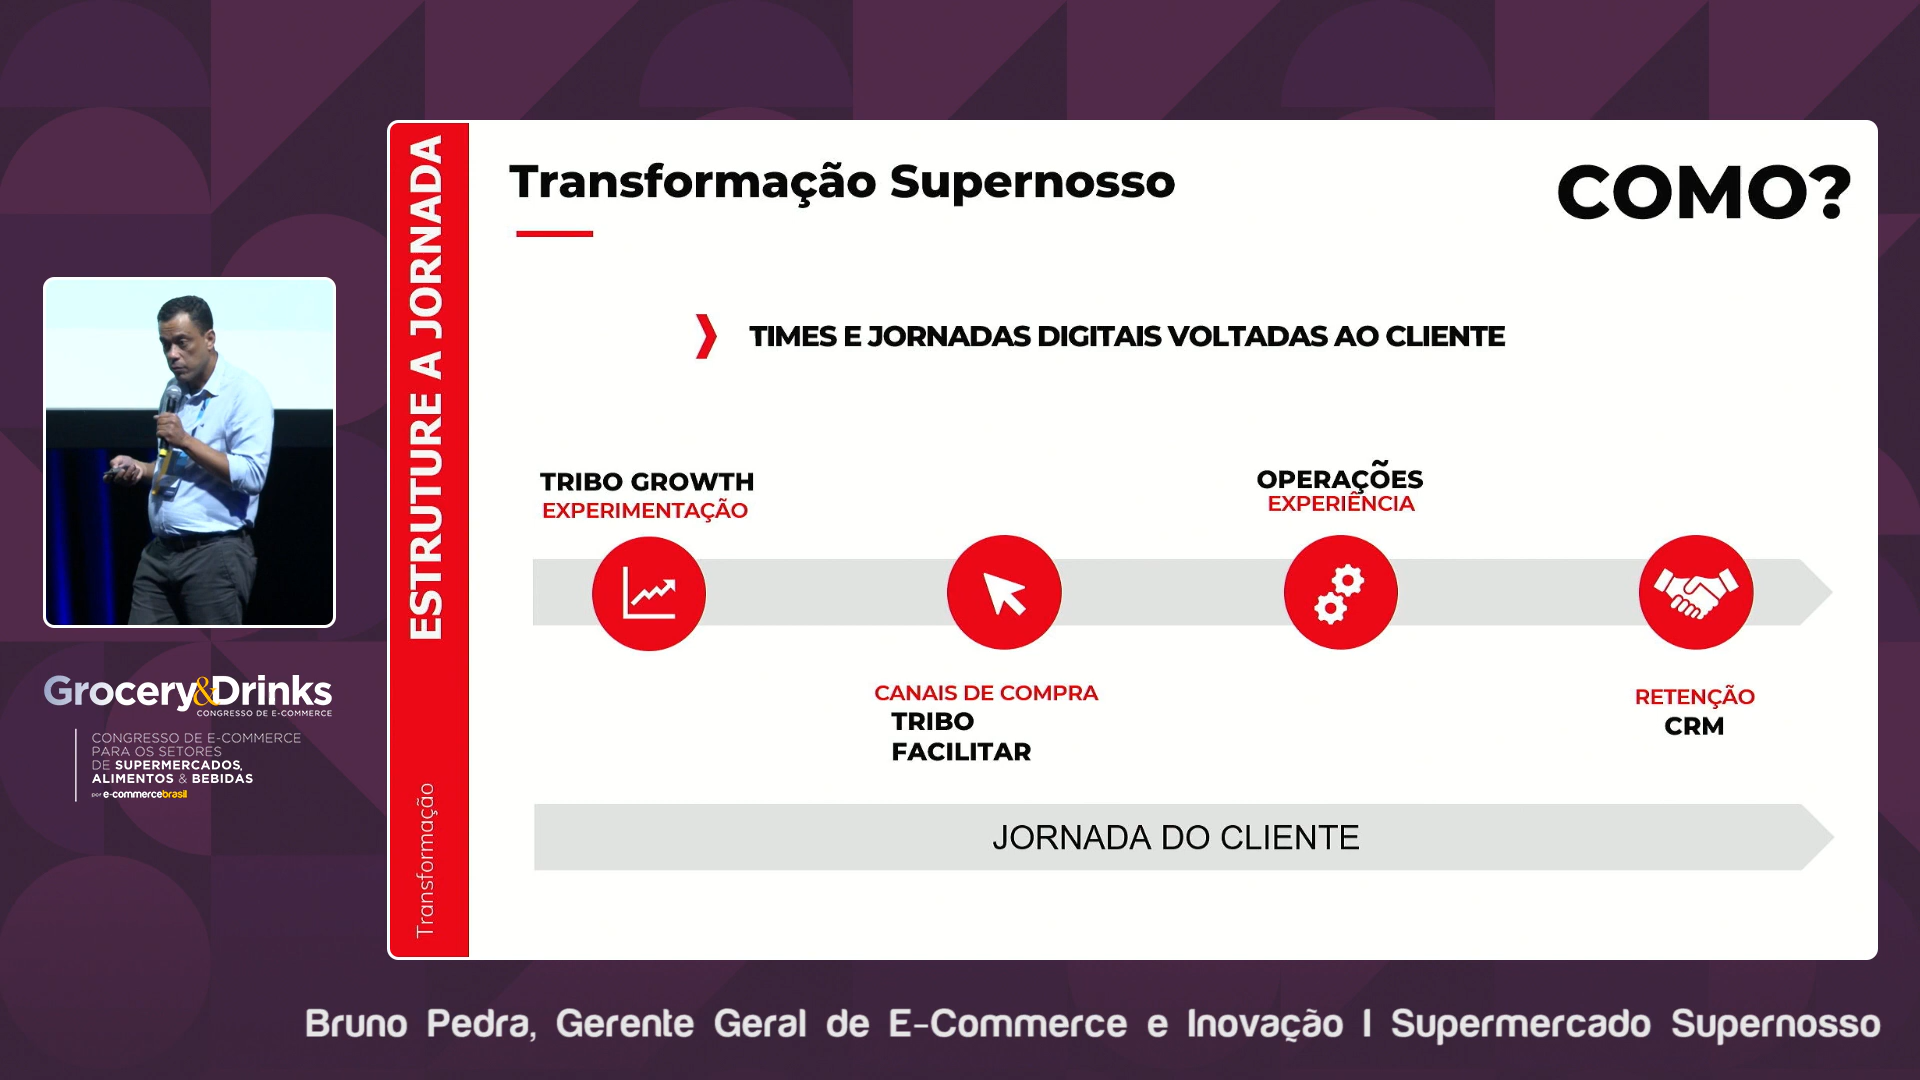 ESTRUTURE A JORNADA
Transformação
Transformação Supernosso
COMO?
❯ TIMES E JORNADAS DIGITAIS VOLTADAS AO CLIENTE
TRIBO GROWTH
EXPERIMENTAÇÃO
OPERAÇÕES
EXPERIÊNCIA
CANAIS DE COMPRA
TRIBO
FACILITAR
RETENÇÃO
CRM
JORNADA DO CLIENTE
Grocery&Drinks
CONGRESSO DE E-COMMERCE
CONGRESSO DE E-COMMERCE
PARA OS SETORES
DE SUPERMERCADOS,
ALIMENTOS & BEBIDAS
por e-commercebrasil
Bruno Pedra, Gerente Geral de E-Commerce e Inovação | Supermercado Supernosso